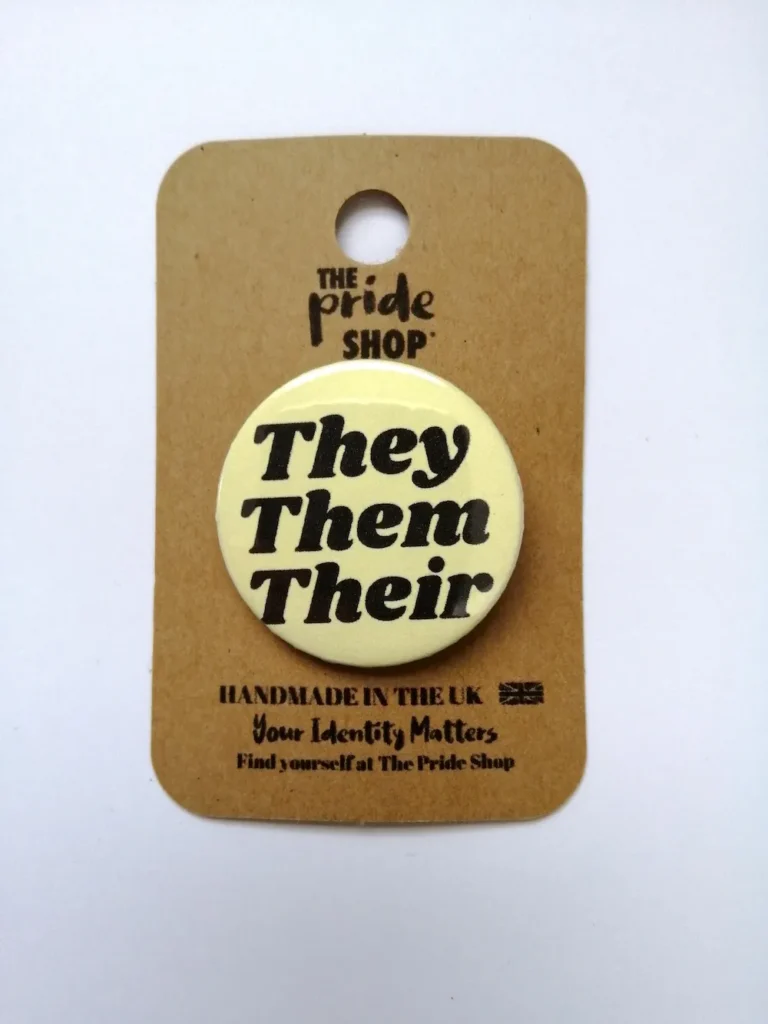 THE
pride
SHOP
They
Them
Their
HANDMADE IN THE UK
Your Identity Matters
Find yourself at The Pride Shop